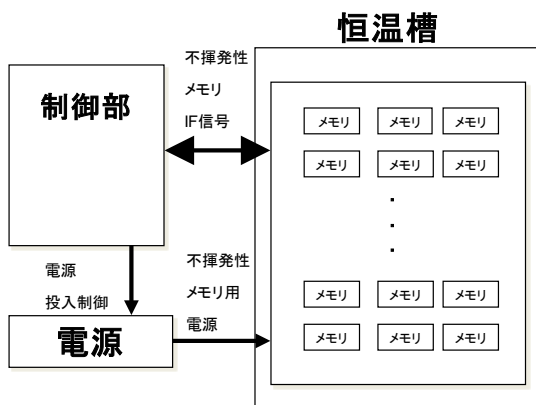 恒温槽
制御部
不揮発性
メモリ
IF信号
メモリ メモリ メモリ
メモリ メモリ メモリ
・
・
・
電源
投入制御
不揮発性
メモリ用
電源
電源
メモリ メモリ メモリ
メモリ メモリ メモリ